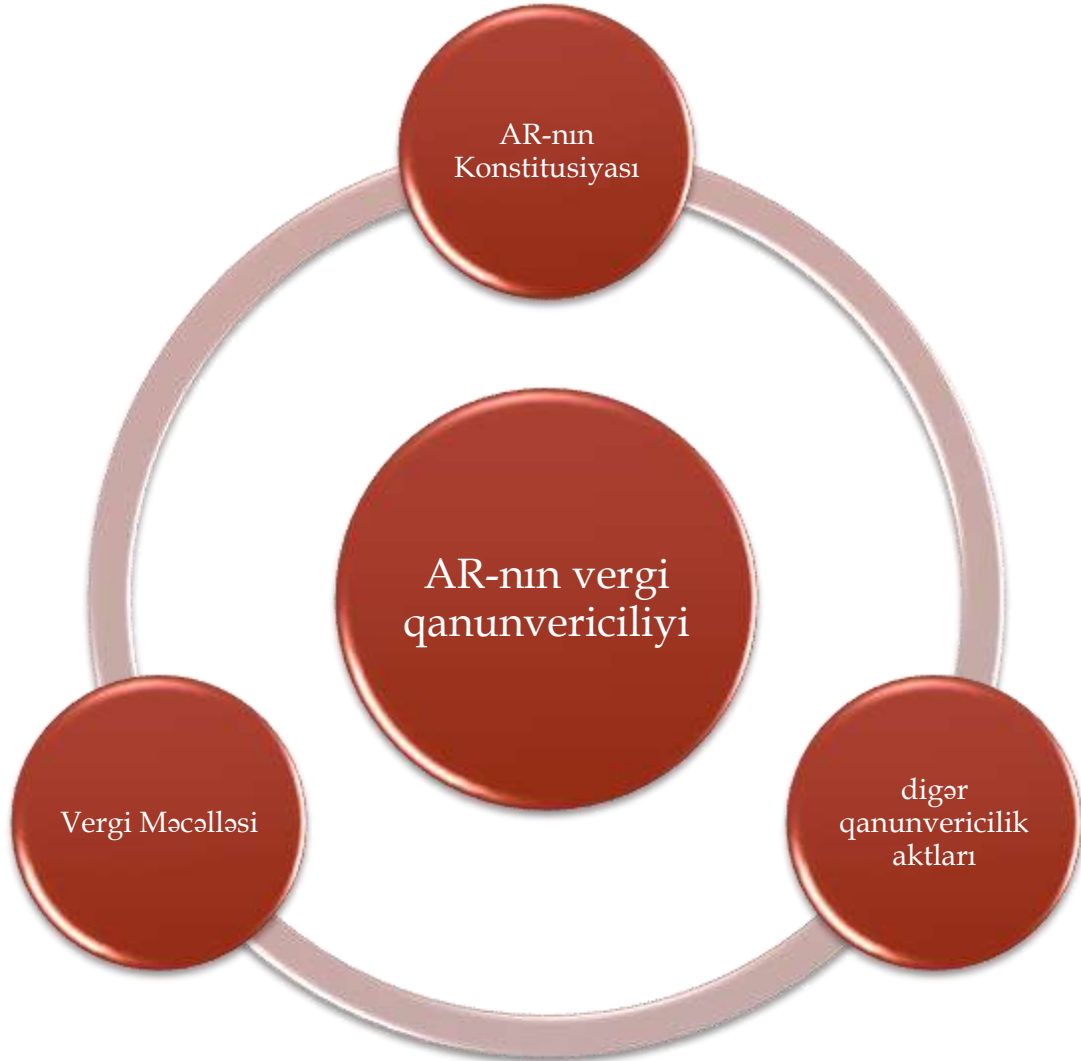 AR-nın
Konstitusiyası
AR-nın vergi
qanunvericiliyi
Vergi Məcəlləsi
digər
qanunvericilik
aktları